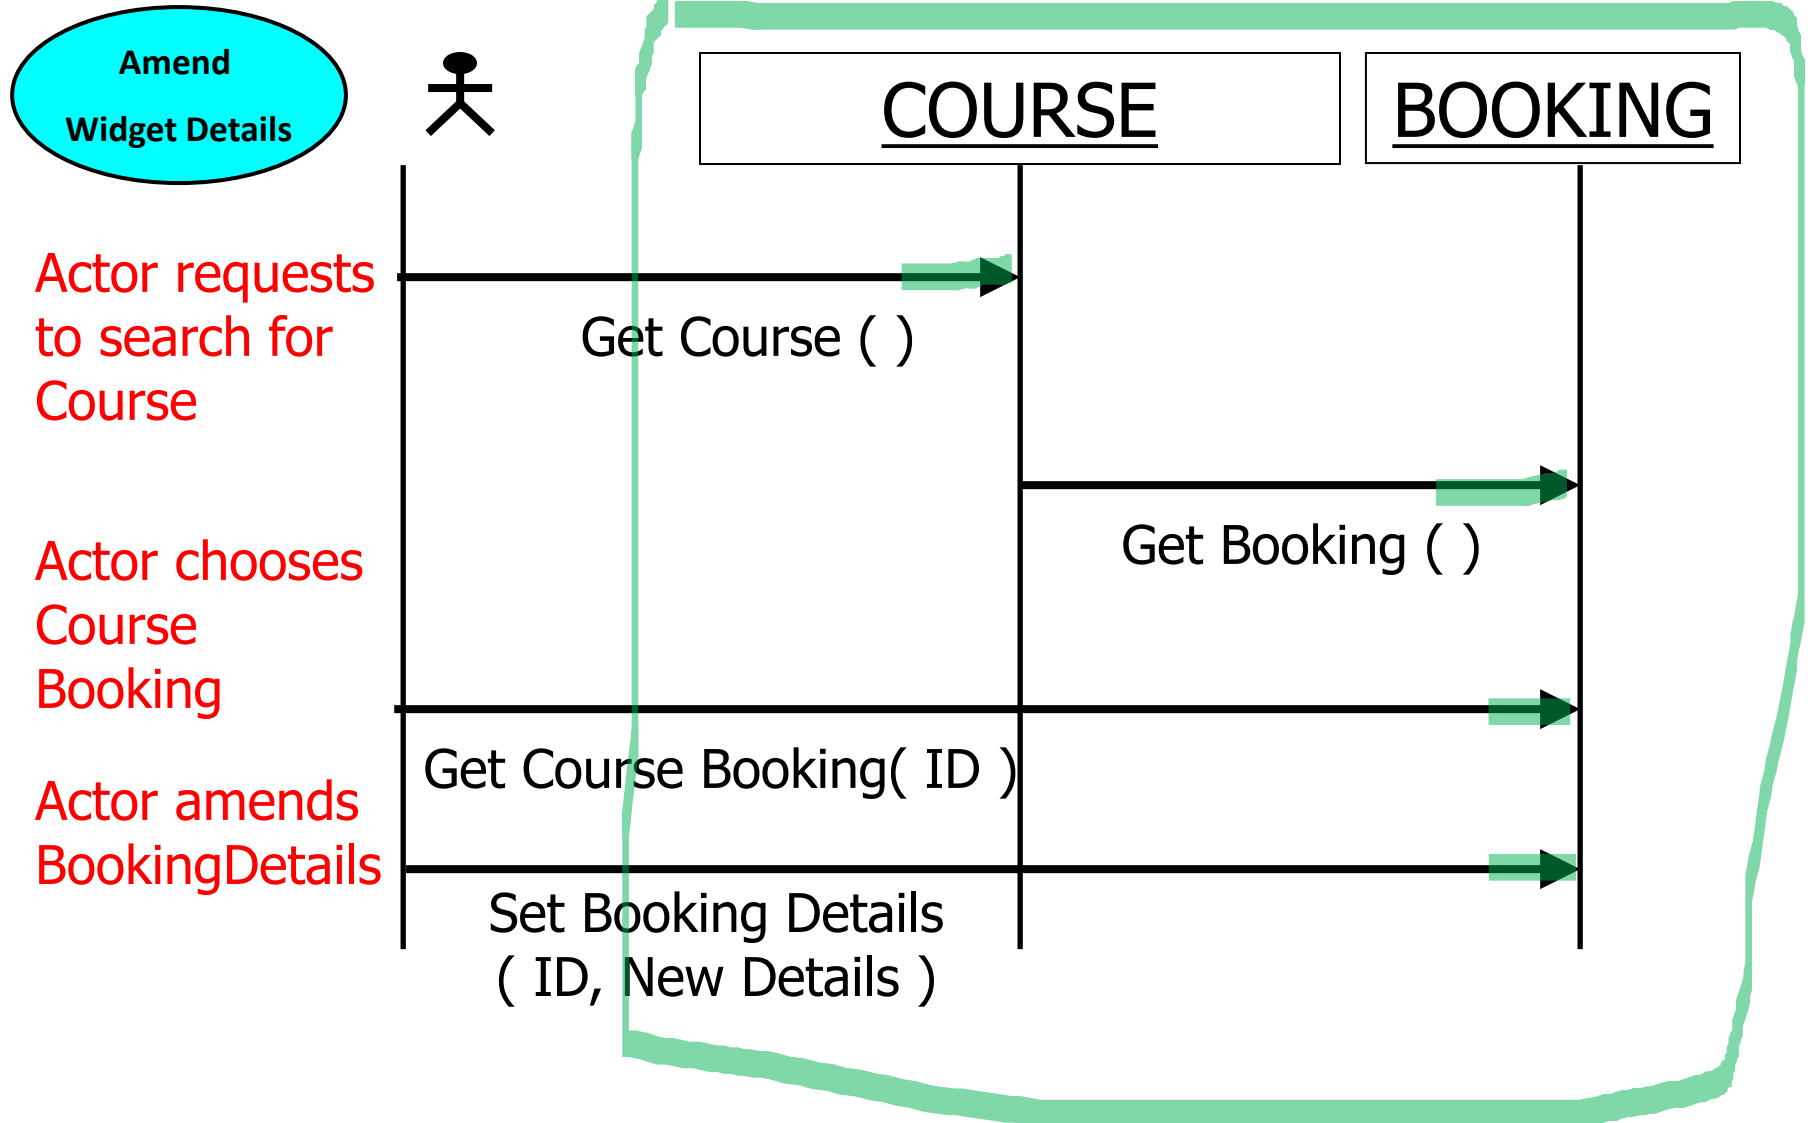 Amend
Widget Details
COURSE
BOOKING
Actor requests
to search for
Course
Get Course ( )
Get Booking ( )
Actor chooses
Course
Booking
Get Course Booking( ID )
Actor amends
BookingDetails
Set Booking Details
( ID, New Details )